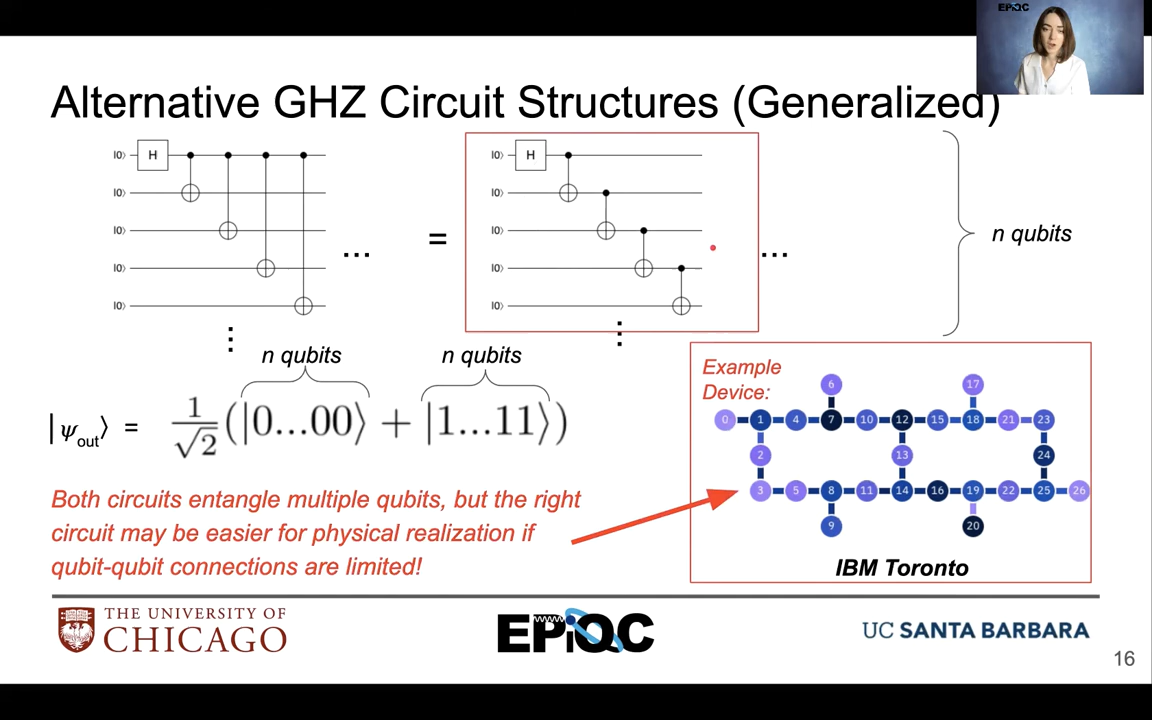 EPiQC
Alternative GHZ Circuit Structures (Generalized)
|0⟩ H
|0⟩
|0⟩
|0⟩
|0⟩
...
⋮
=
|0⟩ H
|0⟩
|0⟩
|0⟩
|0⟩
...
⋮
n qubits
n qubits
n qubits
|ψout⟩ = 1/√2 (|0...00⟩ + |1...11⟩)
Both circuits entangle multiple qubits, but the right
circuit may be easier for physical realization if
qubit-qubit connections are limited!
Example
Device:
6 17
0 1 4 7 10 12 15 18 21 23
2 13 24
3 5 8 11 14 16 19 22 25 26
9 20
IBM Toronto
THE UNIVERSITY OF
CHICAGO
EPiQC
UC SANTA BARBARA
16